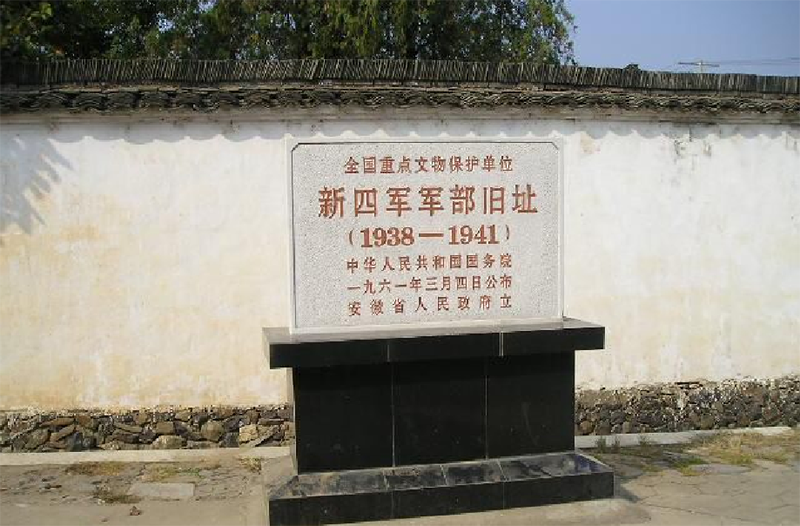 全国重点文物保护单位
新四军军部旧址
(1938—1941)
中华人民共和国国务院
一九六一年三月四日公布
安徽省人民政府立